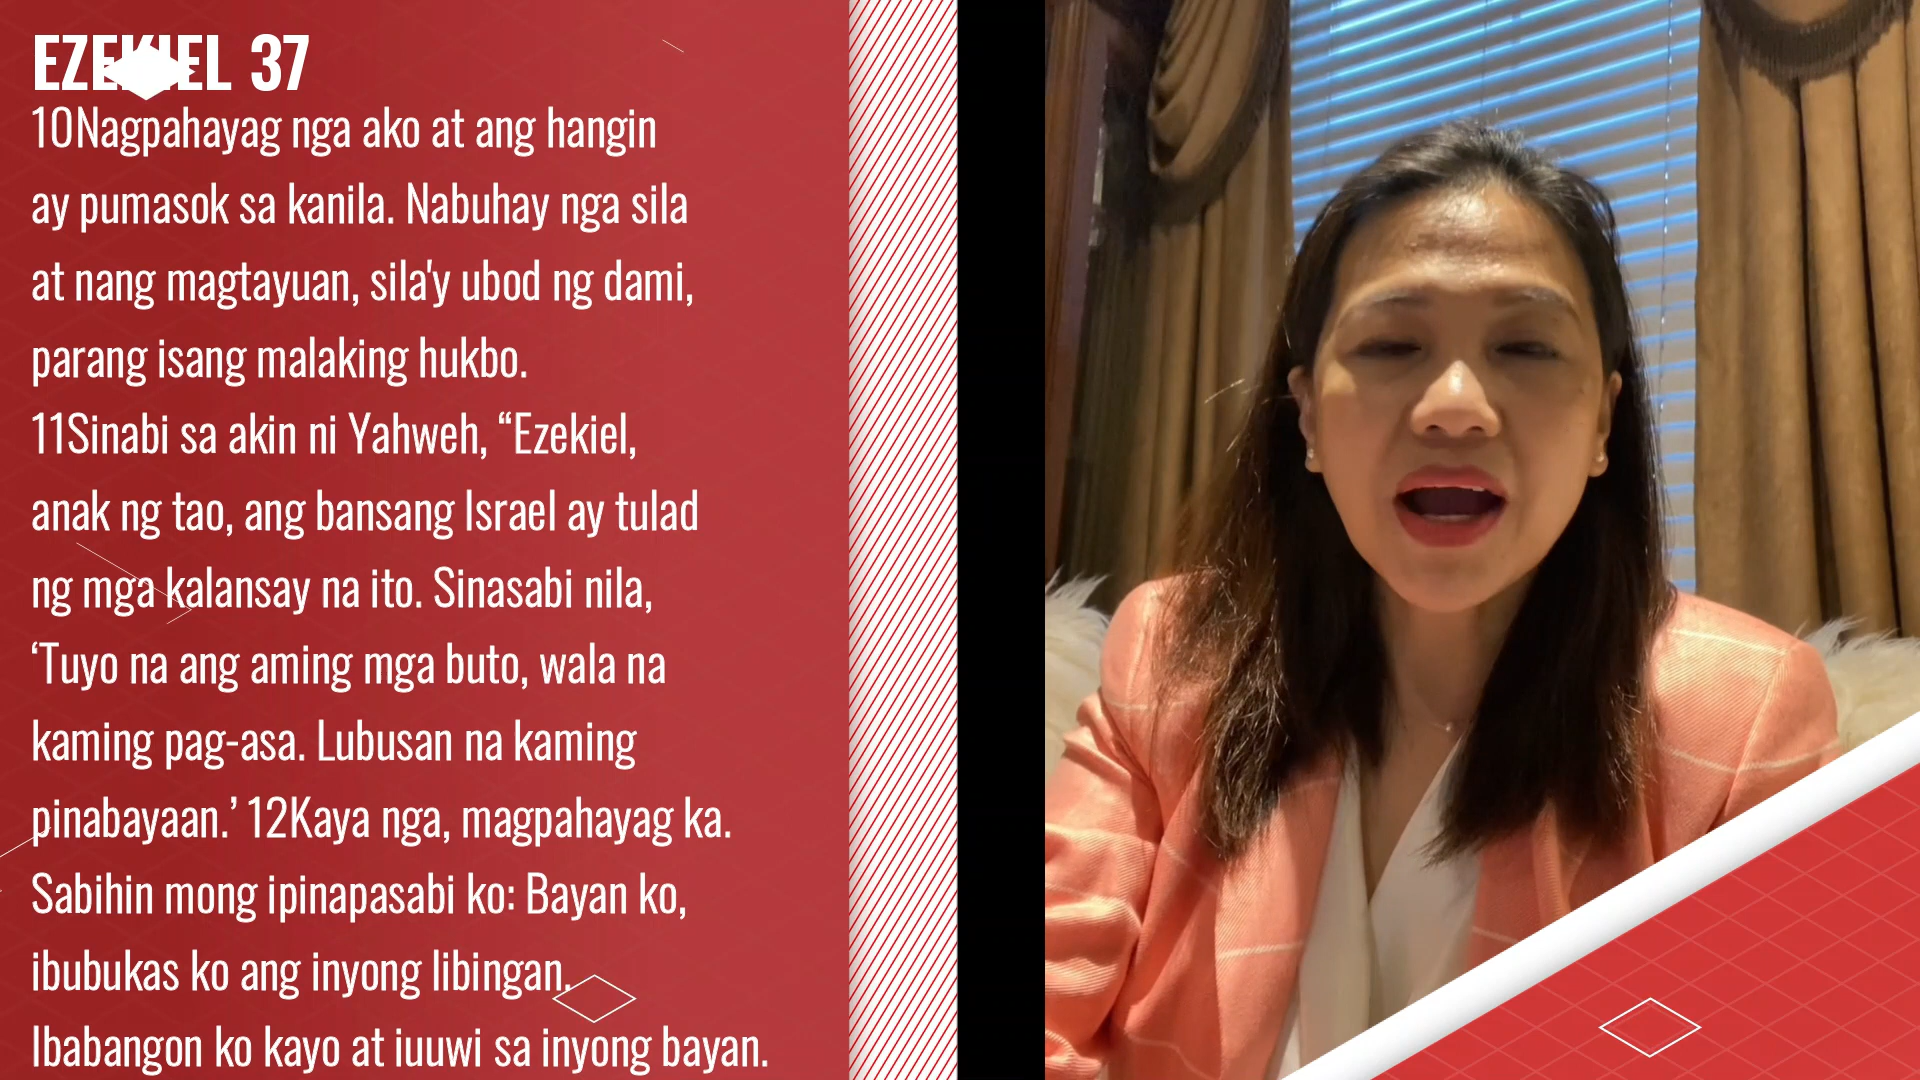 EZEKIEL 37
10Nagpahayag nga ako at ang hangin
ay pumasok sa kanila. Nabuhay nga sila
at nang magtayuan, sila'y ubod ng dami,
parang isang malaking hukbo.
11Sinabi sa akin ni Yahweh, “Ezekiel,
anak ng tao, ang bansang Israel ay tulad
ng mga kalansay na ito. Sinasabi nila,
‘Tuyo na ang aming mga buto, wala na
kaming pag-asa. Lubusan na kaming
pinabayaan.’ 12Kaya nga, magpahayag ka.
Sabihin mong ipinapasabi ko: Bayan ko,
ibubukas ko ang inyong libingan.
Ibabangon ko kayo at iuuwi sa inyong bayan.